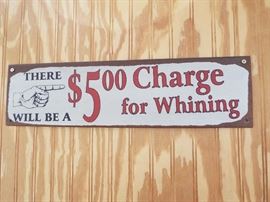 THERE
WILL BE A
$5.00 Charge
for Whining